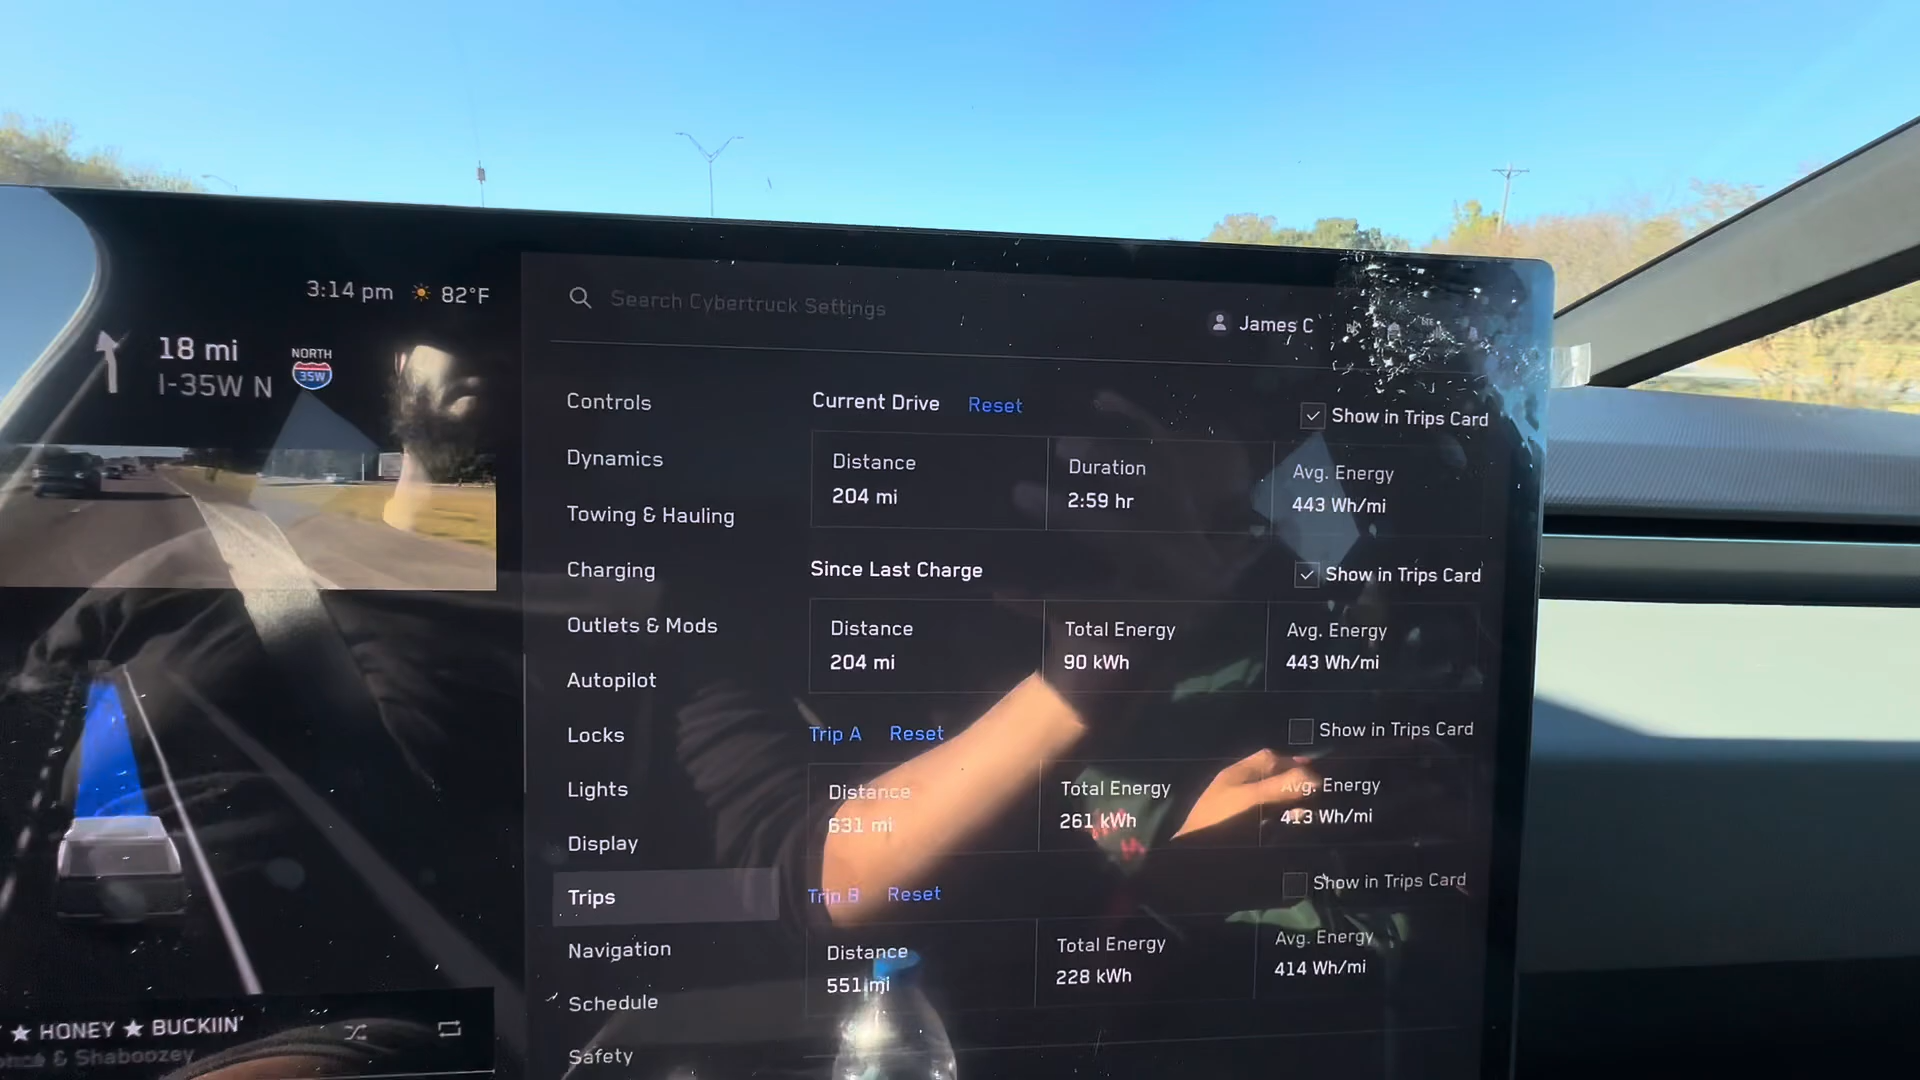 3:14 pm 82°F
18 mi
I-35W N
NORTH
35W
Search Cybertruck Settings
James C
Controls
Dynamics
Towing & Hauling
Charging
Outlets & Mods
Autopilot
Locks
Lights
Display
Trips
Navigation
Schedule
Safety
Current Drive Reset
Show in Trips Card
Distance
204 mi
Duration
2:59 hr
Avg. Energy
443 Wh/mi
Since Last Charge
Show in Trips Card
Distance
204 mi
Total Energy
90 kWh
Avg. Energy
443 Wh/mi
Trip A Reset
Show in Trips Card
Distance
631 mi
Total Energy
261 kWh
Avg. Energy
413 Wh/mi
Trip B Reset
Show in Trips Card
Distance
551 mi
Total Energy
228 kWh
Avg. Energy
414 Wh/mi
★ HONEY ★ BUCKIIN'
& Shaboozey